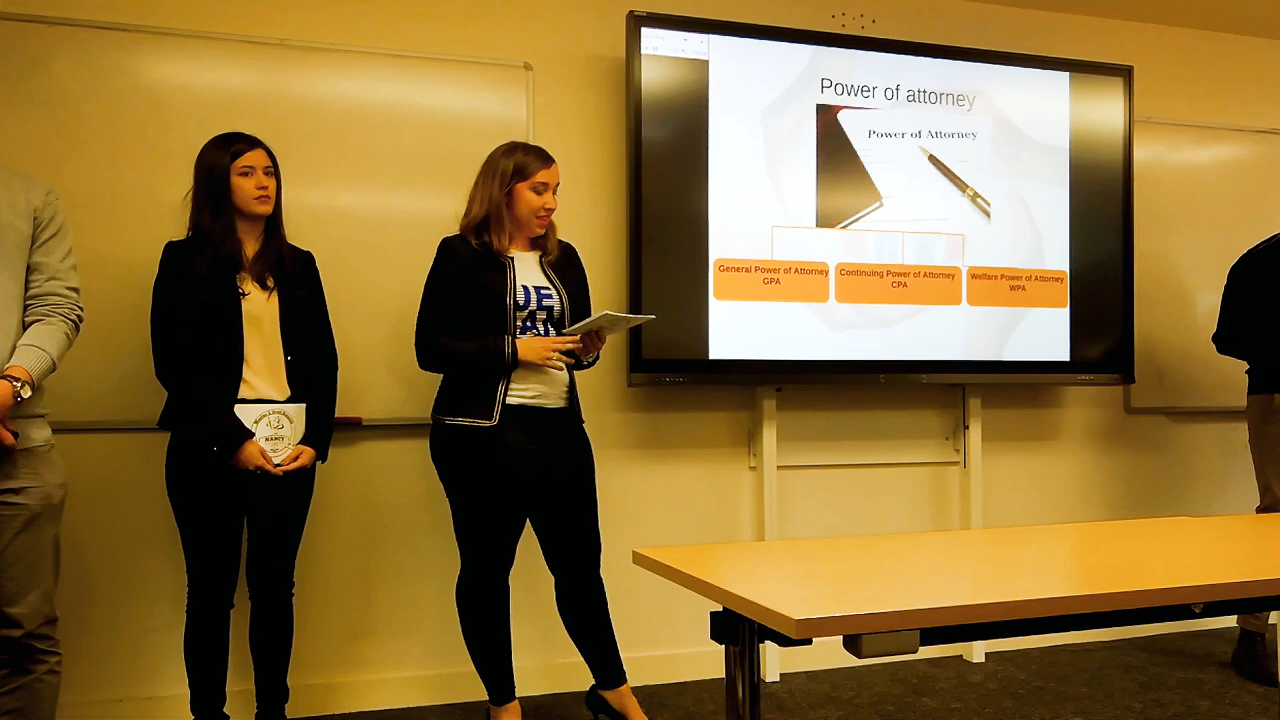 Power of attorney
Power of Attorney
General Power of Attorney
GPA
Continuing Power of Attorney
CPA
Welfare Power of Attorney
WPA
NANCY